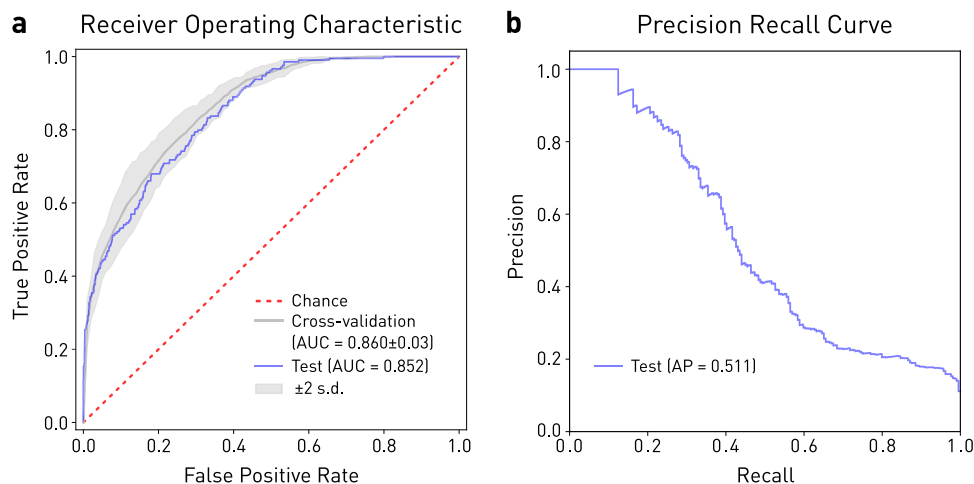 a
Receiver Operating Characteristic
1.0
0.8
0.6
0.4
0.2
0.0
True Positive Rate
Chance
Cross-validation
(AUC = 0.860±0.03)
Test (AUC = 0.852)
±2 s.d.
0.0 0.2 0.4 0.6 0.8 1.0
False Positive Rate
b
Precision Recall Curve
1.0
0.8
0.6
0.4
0.2
0.0
Precision
Test (AP = 0.511)
0.0 0.2 0.4 0.6 0.8 1.0
Recall